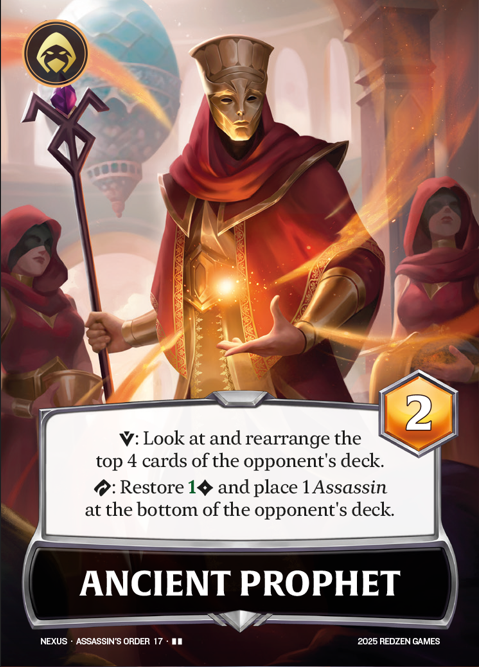 2
: Look at and rearrange the
top 4 cards of the opponent's deck.
: Restore 1 and place 1 Assassin
at the bottom of the opponent's deck.
ANCIENT PROPHET
NEXUS · ASSASSIN'S ORDER 17 · 2025 REDZEN GAMES